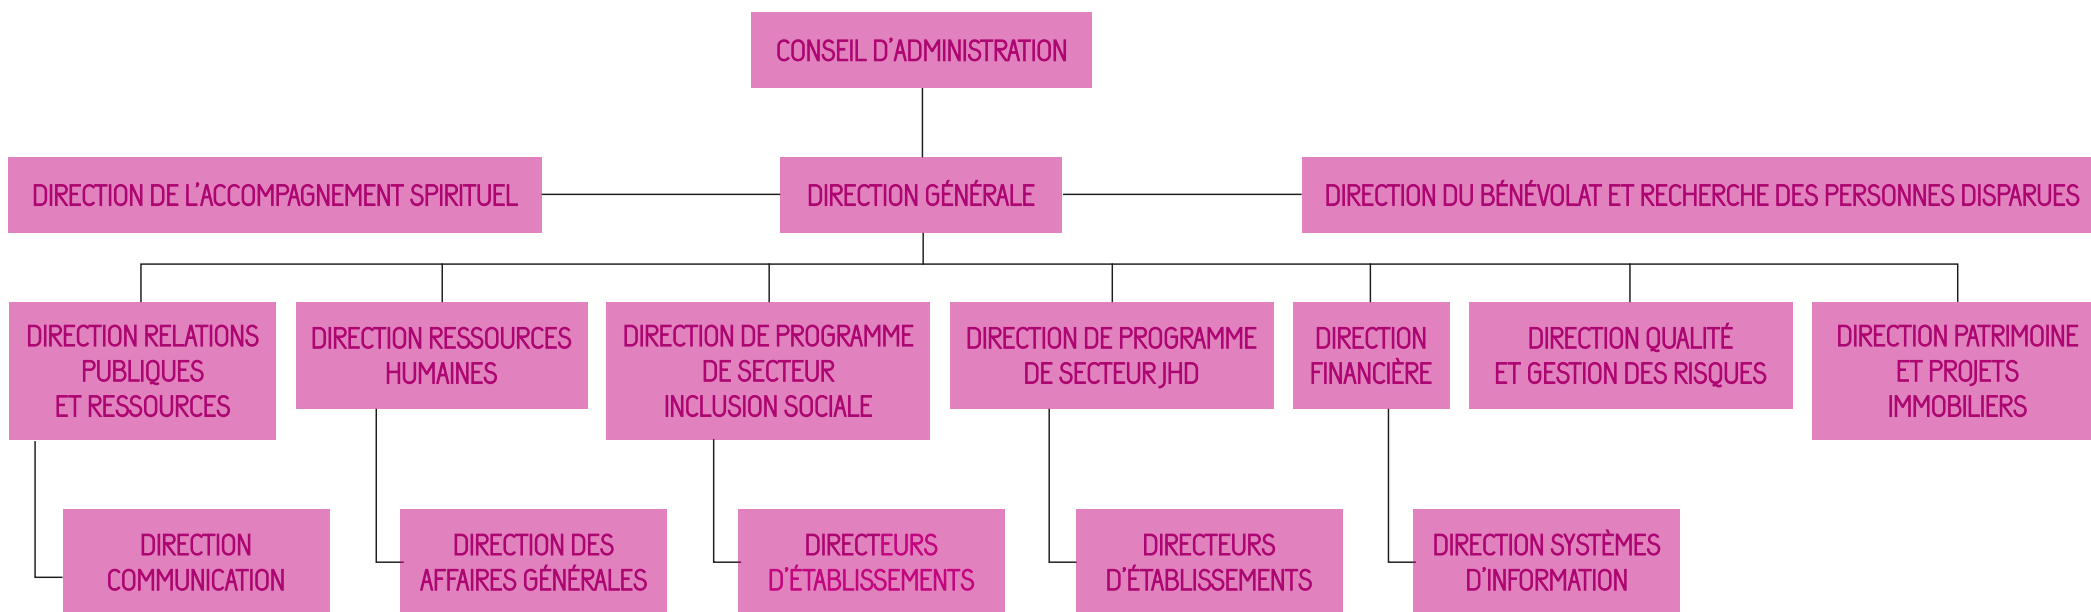 CONSEIL D'ADMINISTRATION
DIRECTION DE L'ACCOMPAGNEMENT SPIRITUEL
DIRECTION GÉNÉRALE
DIRECTION DU BÉNÉVOLAT ET RECHERCHE DES PERSONNES DISPARUES
DIRECTION RELATIONS
PUBLIQUES
ET RESSOURCES
DIRECTION RESSOURCES
HUMAINES
DIRECTION DE PROGRAMME
DE SECTEUR
INCLUSION SOCIALE
DIRECTION DE PROGRAMME
DE SECTEUR JHD
DIRECTION
FINANCIÈRE
DIRECTION QUALITÉ
ET GESTION DES RISQUES
DIRECTION PATRIMOINE
ET PROJETS
IMMOBILIERS
DIRECTION
COMMUNICATION
DIRECTION DES
AFFAIRES GÉNÉRALES
DIRECTEURS
D'ÉTABLISSEMENTS
DIRECTEURS
D'ÉTABLISSEMENTS
DIRECTION SYSTÈMES
D'INFORMATION